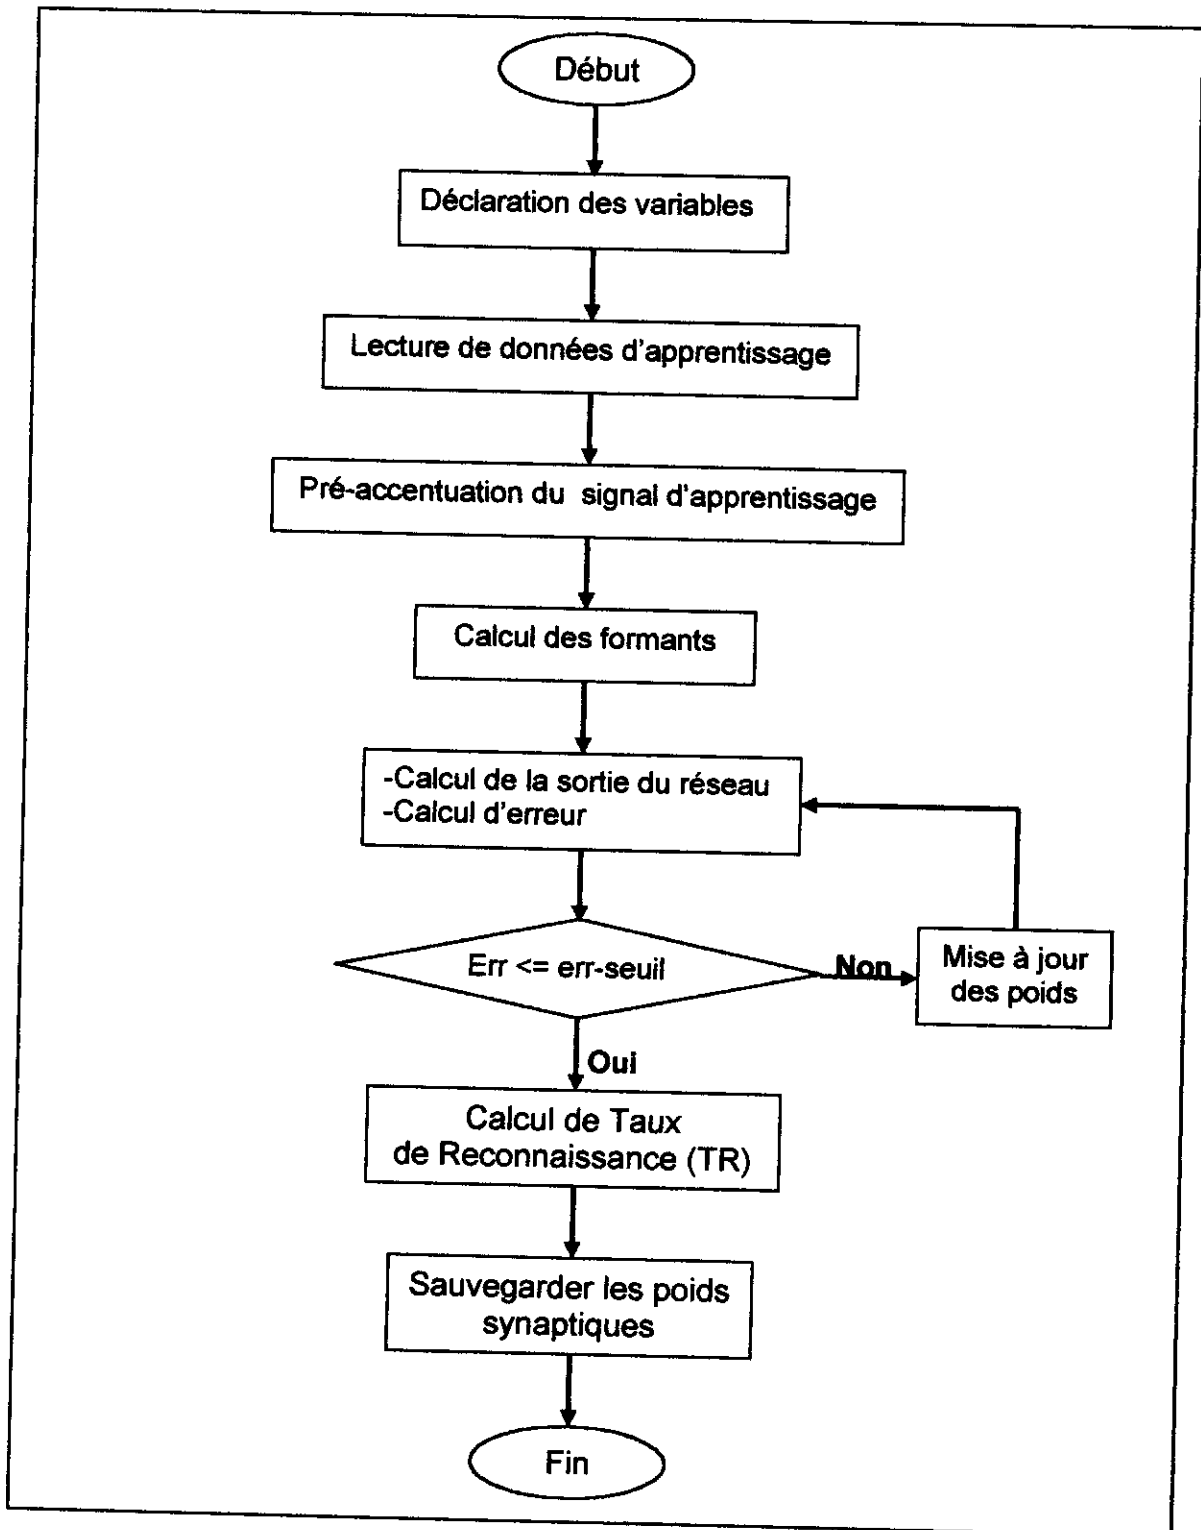 Début
Déclaration des variables
Lecture de données d'apprentissage
Pré-accentuation du signal d'apprentissage
Calcul des formants
-Calcul de la sortie du réseau
-Calcul d'erreur
Err <= err-seuil
Non
Mise à jour
des poids
Oui
Calcul de Taux
de Reconnaissance (TR)
Sauvegarder les poids
synaptiques
Fin